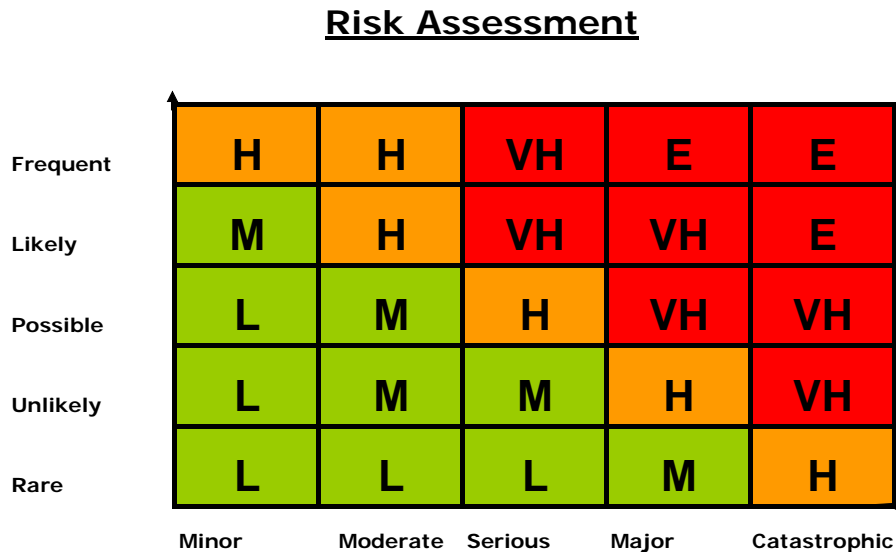 Risk Assessment
Frequent H H VH E E
Likely M H VH VH E
Possible L M H VH VH
Unlikely L M M H VH
Rare L L L M H
Minor Moderate Serious Major Catastrophic